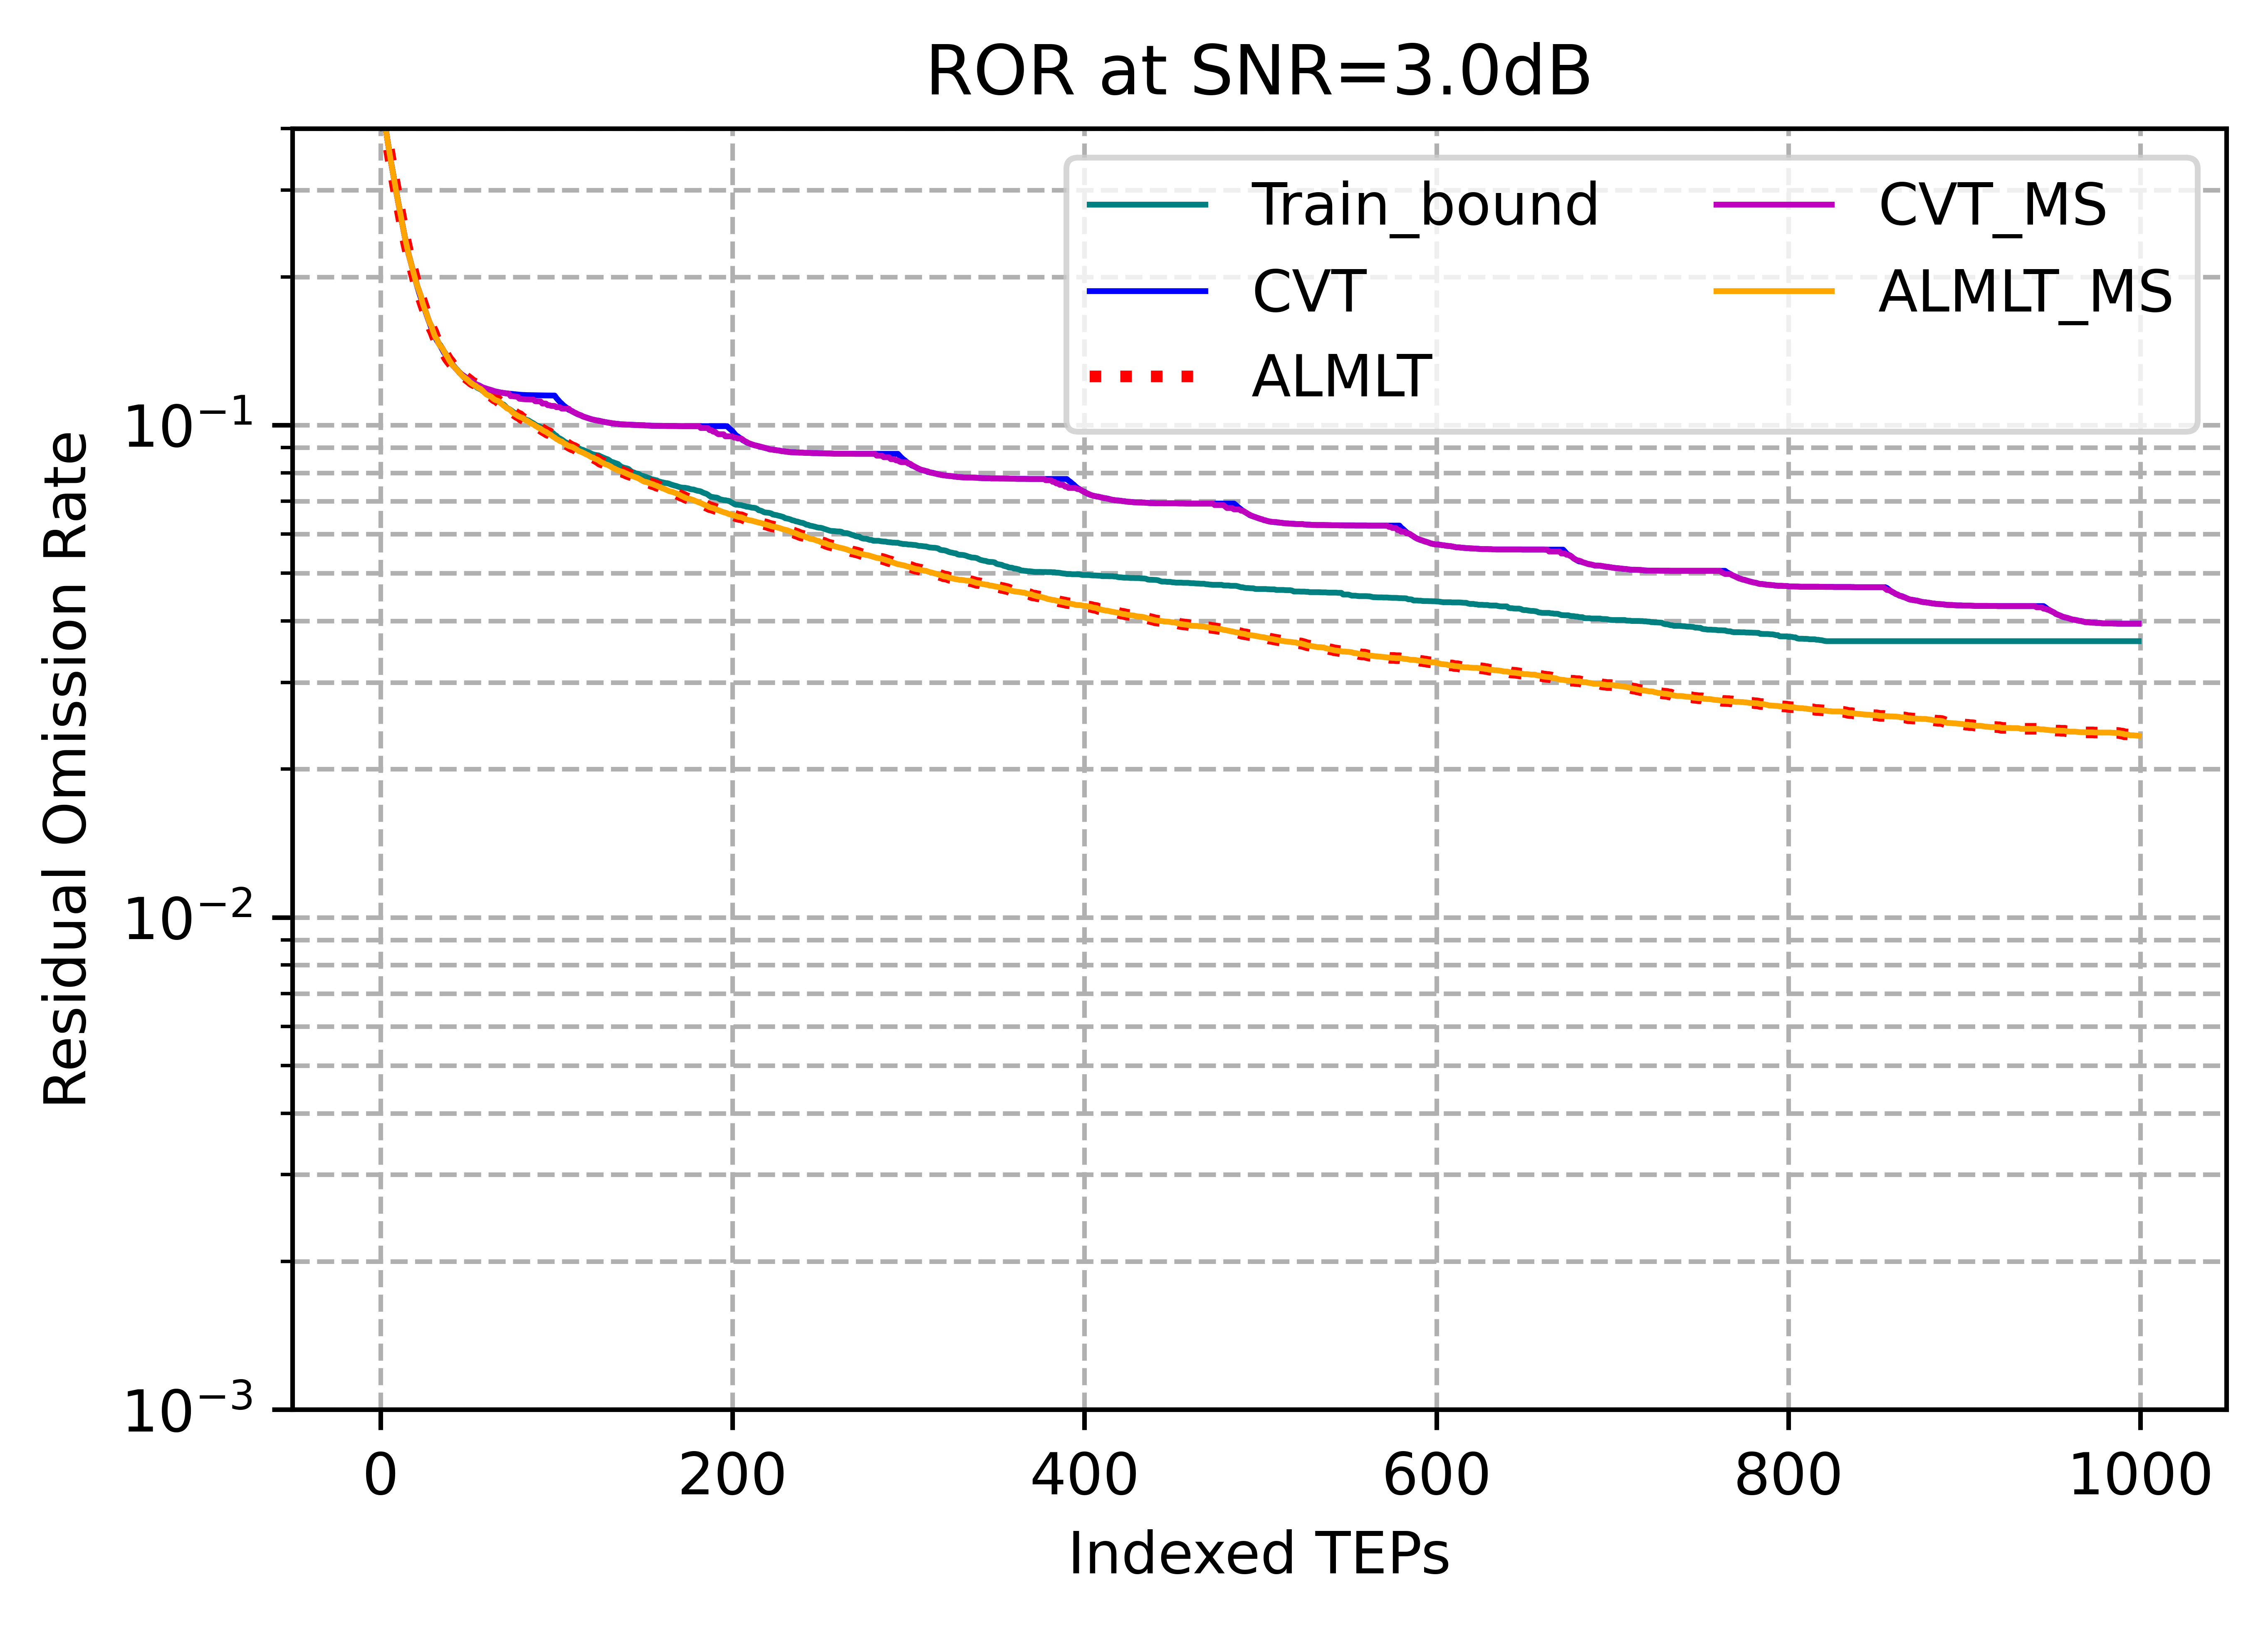 ROR at SNR=3.0dB
Train_bound
CVT
ALMLT
CVT_MS
ALMLT_MS
Residual Omission Rate
10⁻¹
10⁻²
10⁻³
0 200 400 600 800 1000
Indexed TEPs